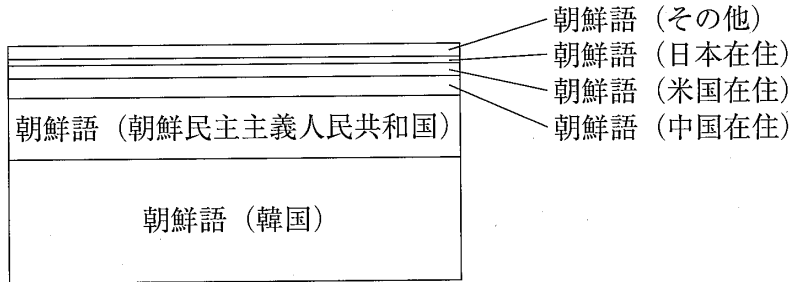 朝鮮語（その他）
朝鮮語（日本在住）
朝鮮語（米国在住）
朝鮮語（中国在住）
朝鮮語（朝鮮民主主義人民共和国）
朝鮮語（韓国）